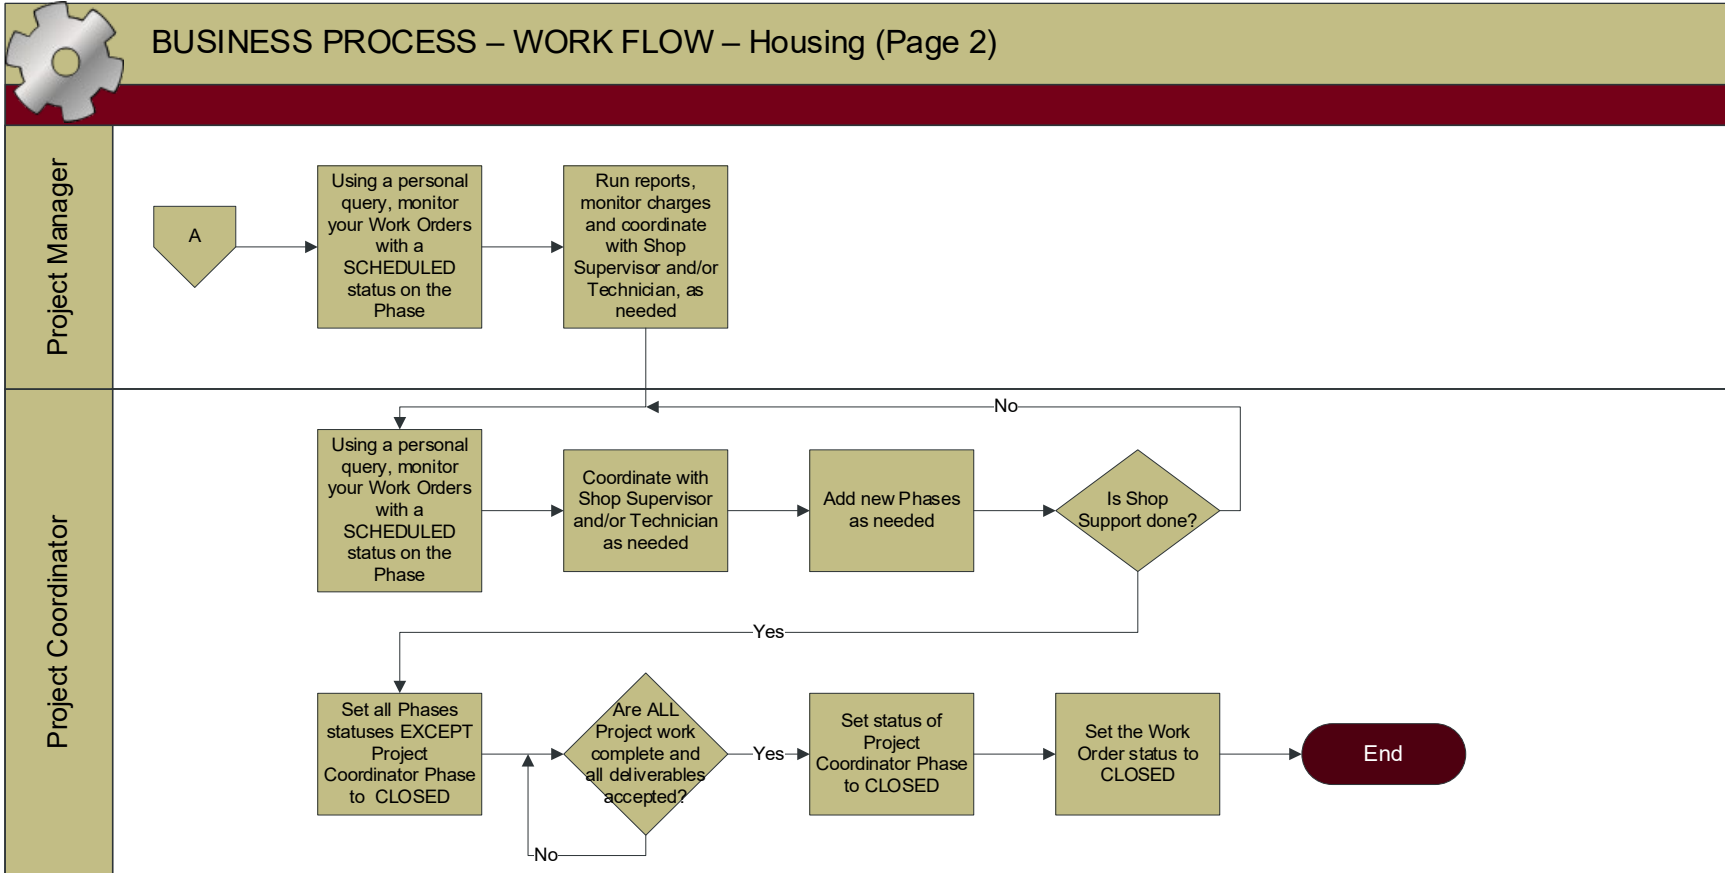 BUSINESS PROCESS – WORK FLOW – Housing (Page 2)
Project Manager
A
Using a personal
query, monitor
your Work Orders
with a
SCHEDULED
status on the
Phase
Run reports,
monitor charges
and coordinate
with Shop
Supervisor and/or
Technician, as
needed
Project Coordinator
No
Using a personal
query, monitor
your Work Orders
with a
SCHEDULED
status on the
Phase
Coordinate with
Shop Supervisor
and/or Technician
as needed
Add new Phases
as needed
Is Shop
Support done?
Yes
Set all Phases
statuses EXCEPT
Project
Coordinator Phase
to CLOSED
Are ALL
Project work
complete and
all deliverables
accepted?
Yes
No
Set status of
Project
Coordinator Phase
to CLOSED
Set the Work
Order status to
CLOSED
End